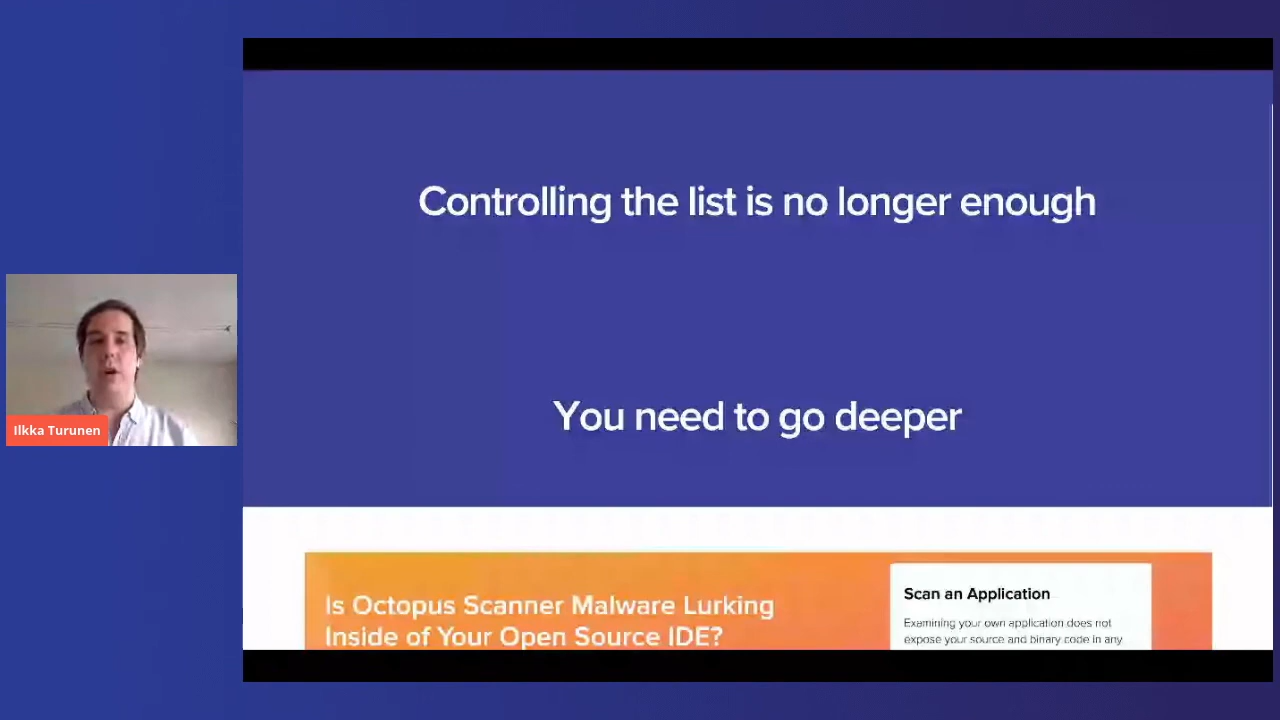 Controlling the list is no longer enough
You need to go deeper
Ilkka Turunen
Is Octopus Scanner Malware Lurking
Inside of Your Open Source IDE?
Scan an Application
Examining your own application does not
expose your source and binary code in any